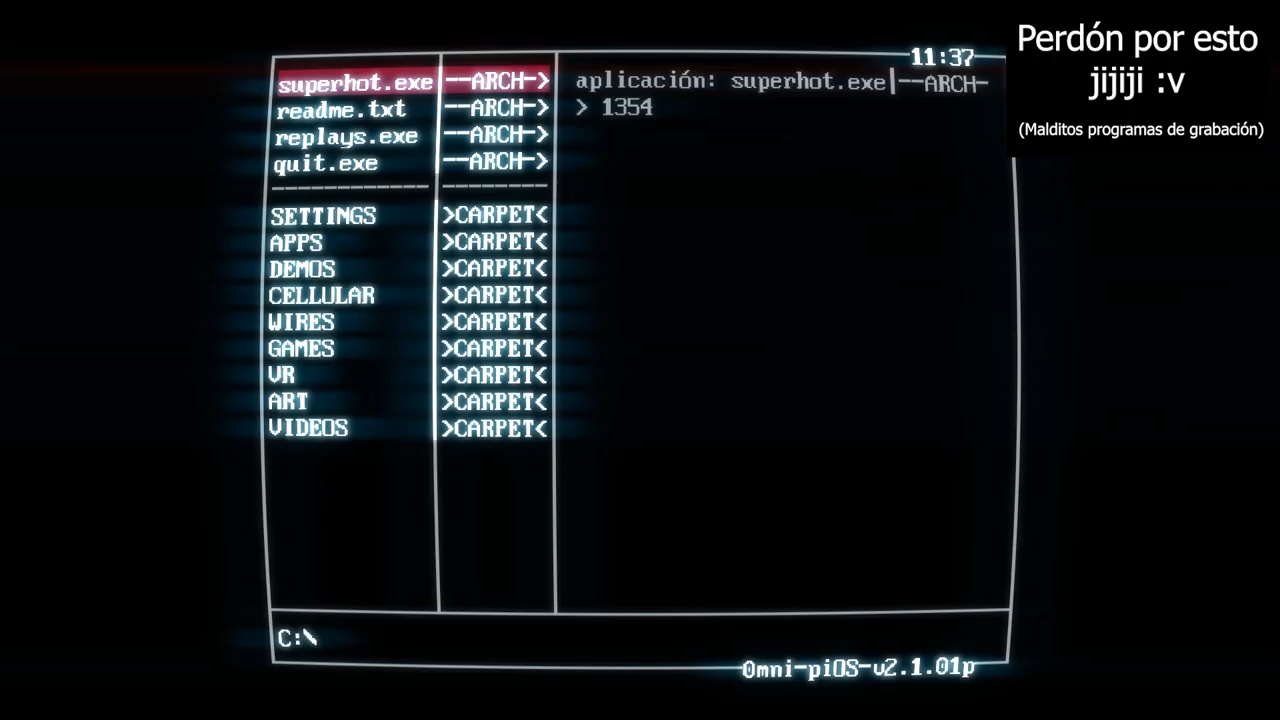 11:37
superhot.exe --ARCH-> aplicación: superhot.exe|--ARCH-
readme.txt --ARCH-> > 1354
replays.exe --ARCH->
quit.exe --ARCH->
------------ --------
SETTINGS >CARPET<
APPS >CARPET<
DEMOS >CARPET<
CELLULAR >CARPET<
WIRES >CARPET<
GAMES >CARPET<
VR >CARPET<
ART >CARPET<
VIDEOS >CARPET<
C:\
0mni-piOS-v2.1.01p
Perdón por esto
jijiji :v
(Malditos programas de grabación)